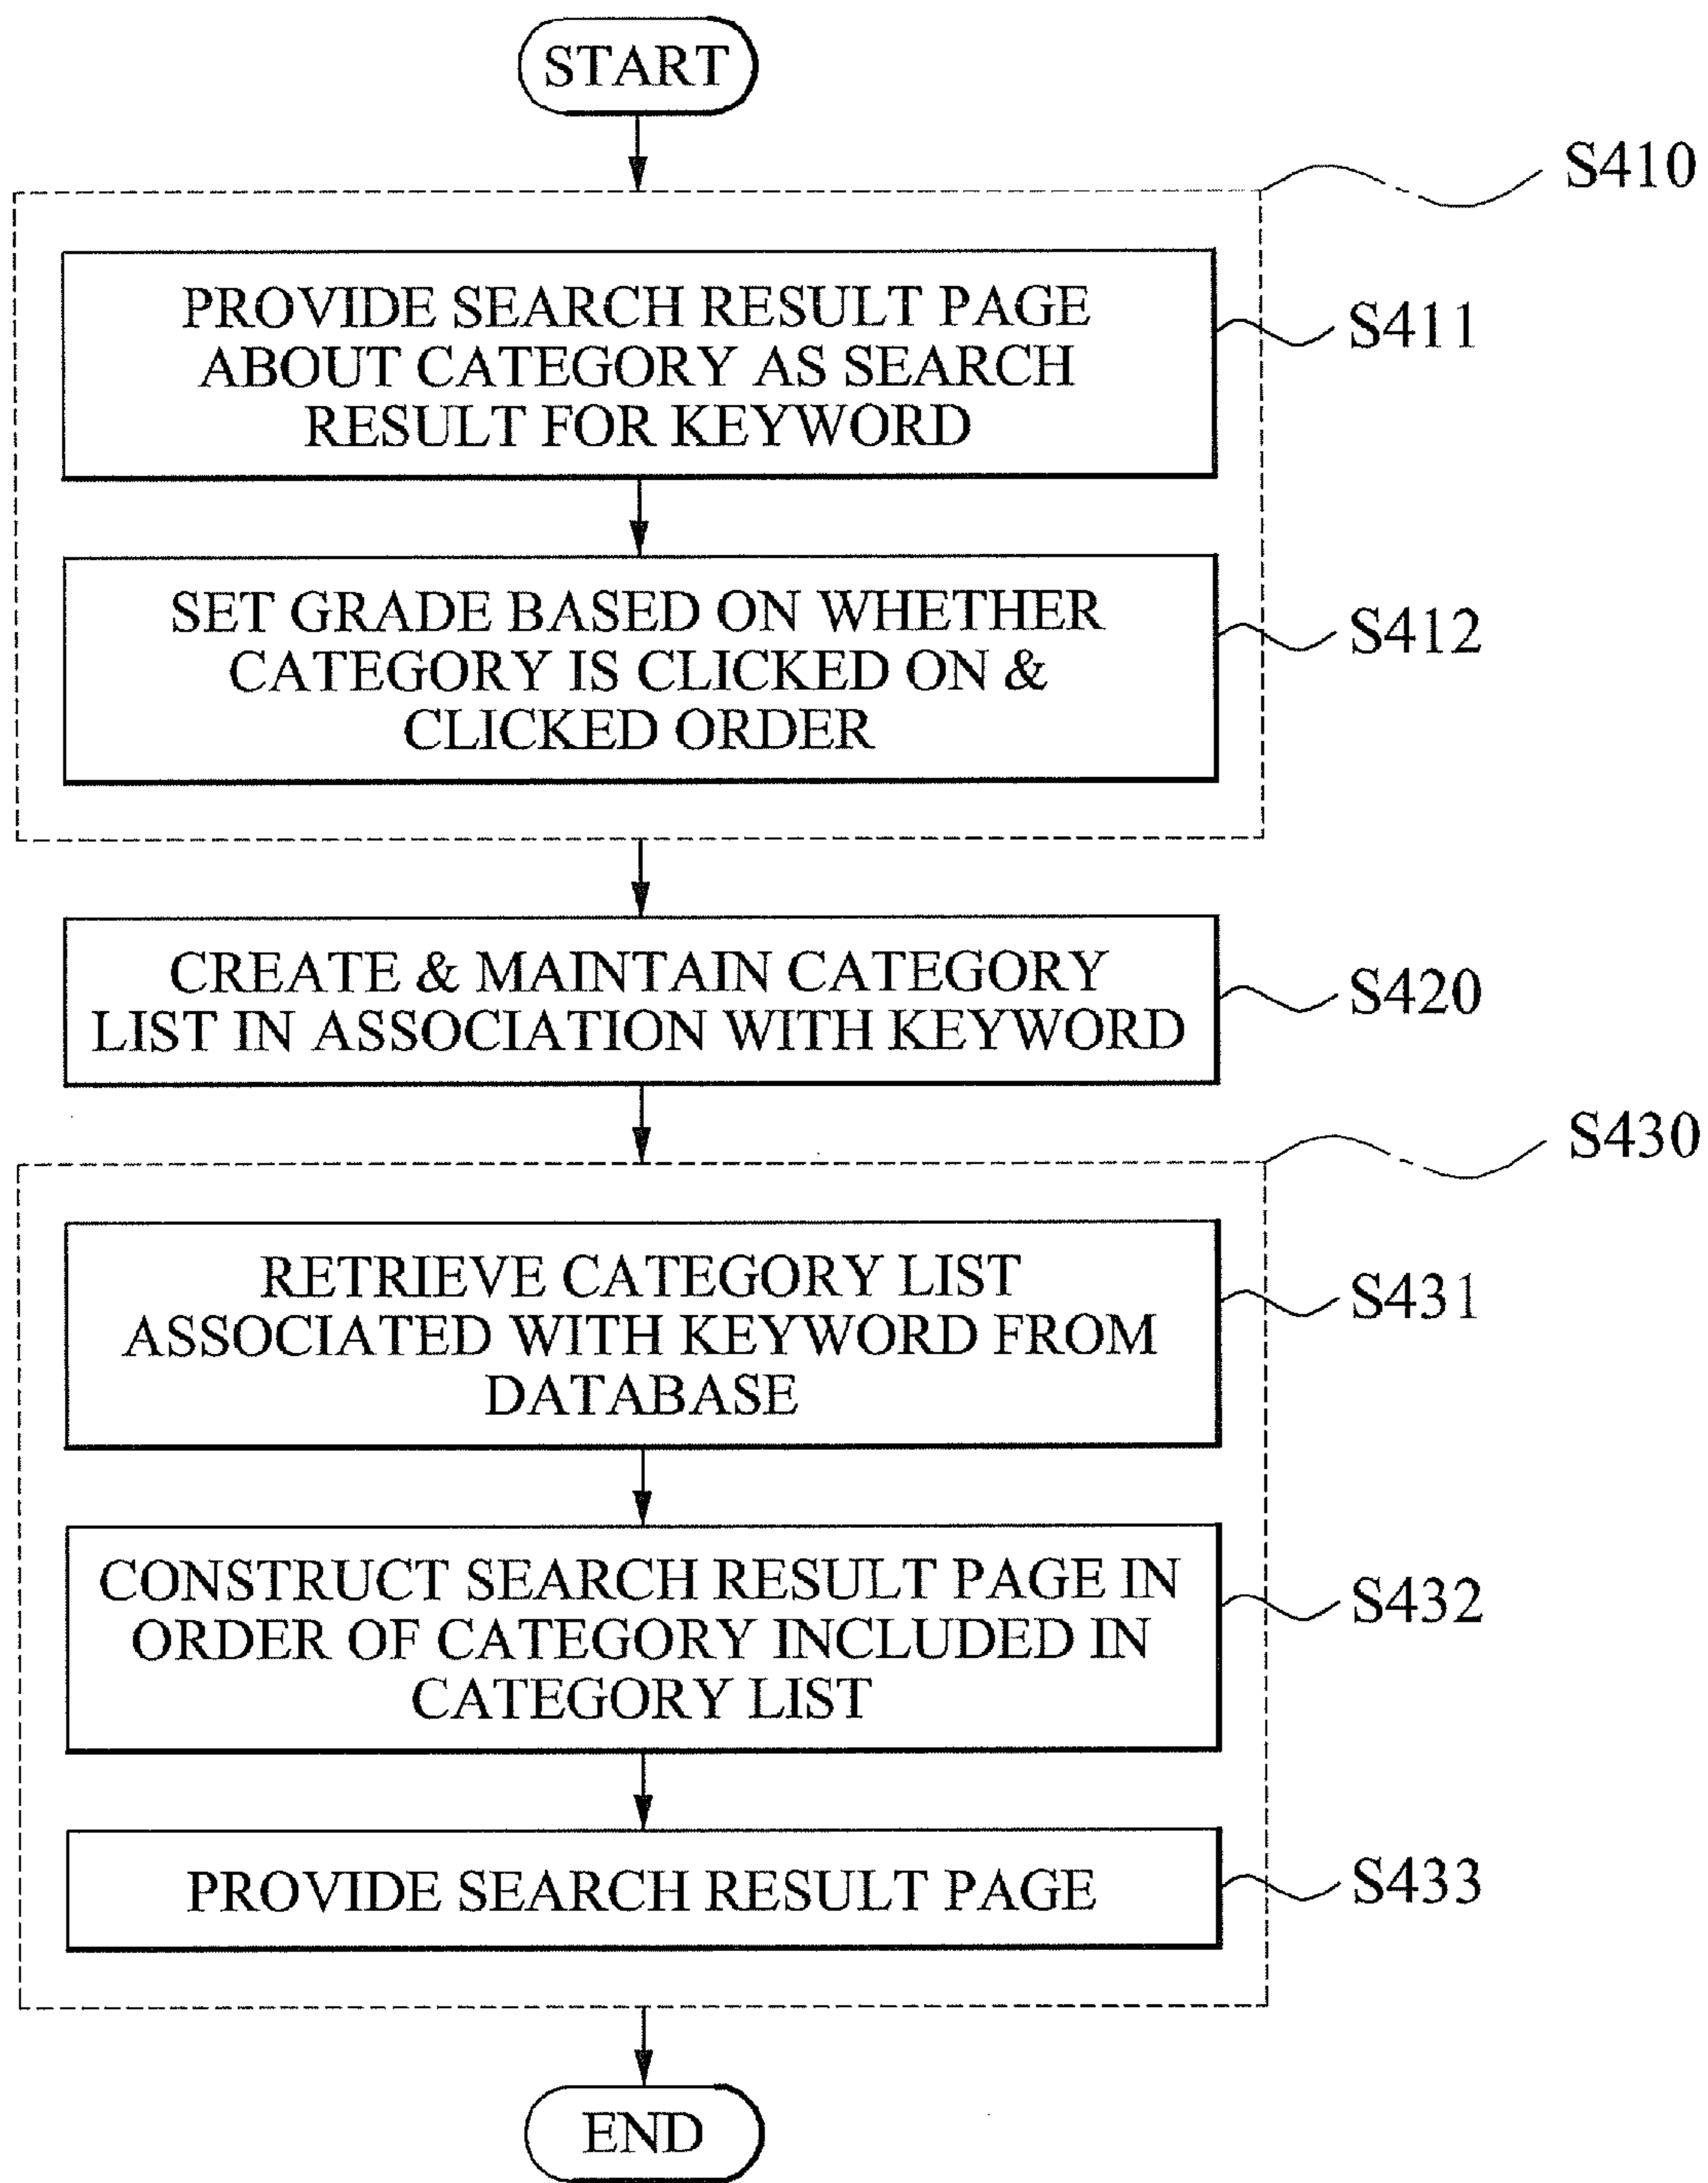 START
S410
PROVIDE SEARCH RESULT PAGE
ABOUT CATEGORY AS SEARCH
RESULT FOR KEYWORD
S411
SET GRADE BASED ON WHETHER
CATEGORY IS CLICKED ON &
CLICKED ORDER
S412
CREATE & MAINTAIN CATEGORY
LIST IN ASSOCIATION WITH KEYWORD
S420
S430
RETRIEVE CATEGORY LIST
ASSOCIATED WITH KEYWORD FROM
DATABASE
S431
CONSTRUCT SEARCH RESULT PAGE IN
ORDER OF CATEGORY INCLUDED IN
CATEGORY LIST
S432
PROVIDE SEARCH RESULT PAGE
S433
END